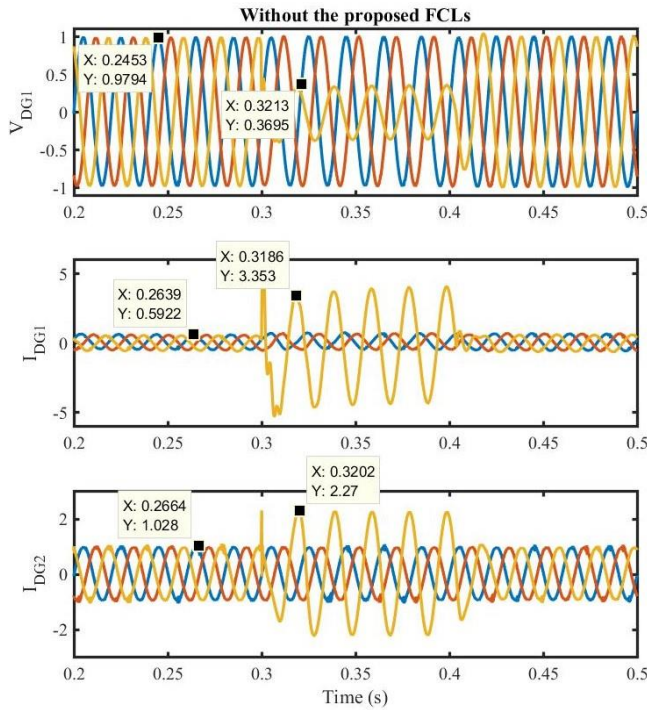 Without the proposed FCLs
1
0.5
0
-0.5
-1
V_DG1
X: 0.2453
Y: 0.9794
X: 0.3213
Y: 0.3695
0.2 0.25 0.3 0.35 0.4 0.45 0.5
5
0
-5
I_DG1
X: 0.2639
Y: 0.5922
X: 0.3186
Y: 3.353
0.2 0.25 0.3 0.35 0.4 0.45 0.5
2
0
-2
I_DG2
X: 0.2664
Y: 1.028
X: 0.3202
Y: 2.27
0.2 0.25 0.3 0.35 0.4 0.45 0.5
Time (s)